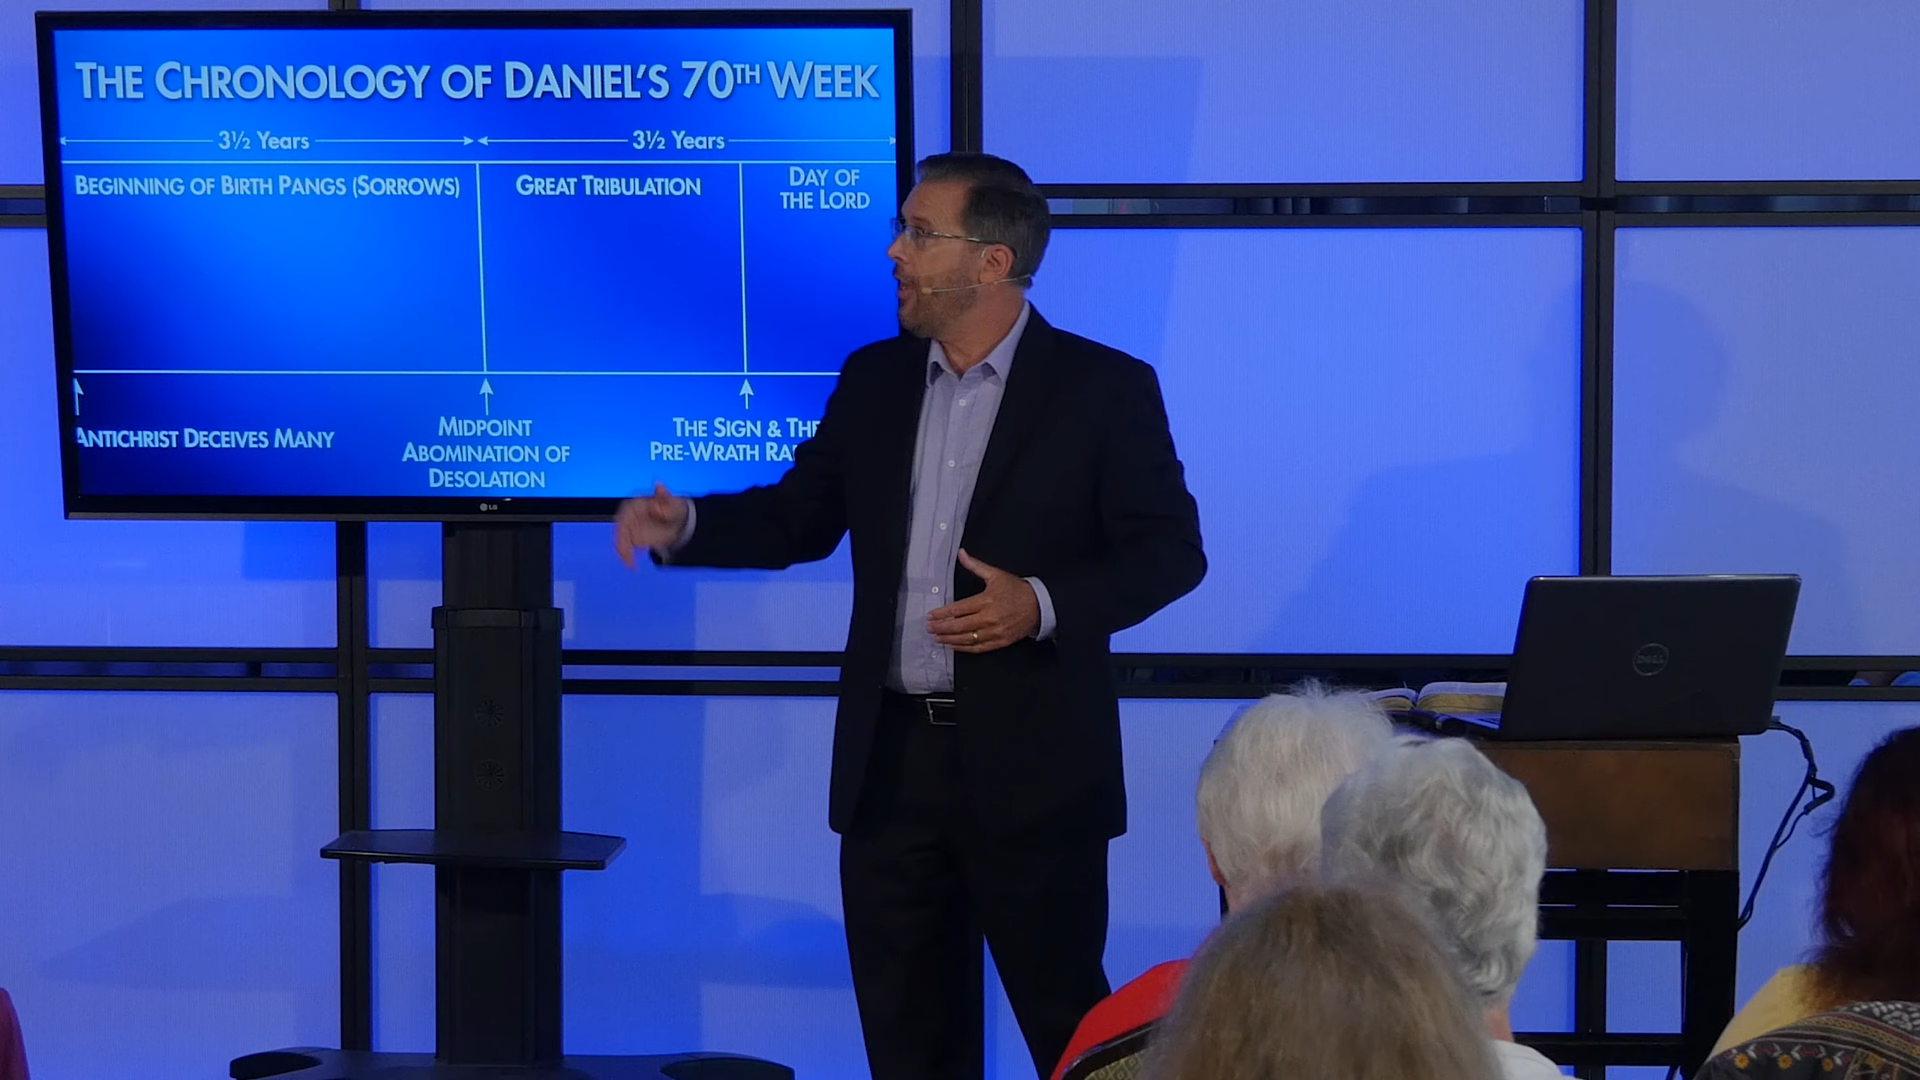 THE CHRONOLOGY OF DANIEL'S 70TH WEEK
3½ Years 3½ Years
BEGINNING OF BIRTH PANGS (SORROWS)
GREAT TRIBULATION
DAY OF
THE LORD
ANTICHRIST DECEIVES MANY
MIDPOINT
ABOMINATION OF
DESOLATION
THE SIGN & THE
PRE-WRATH
LG
DELL